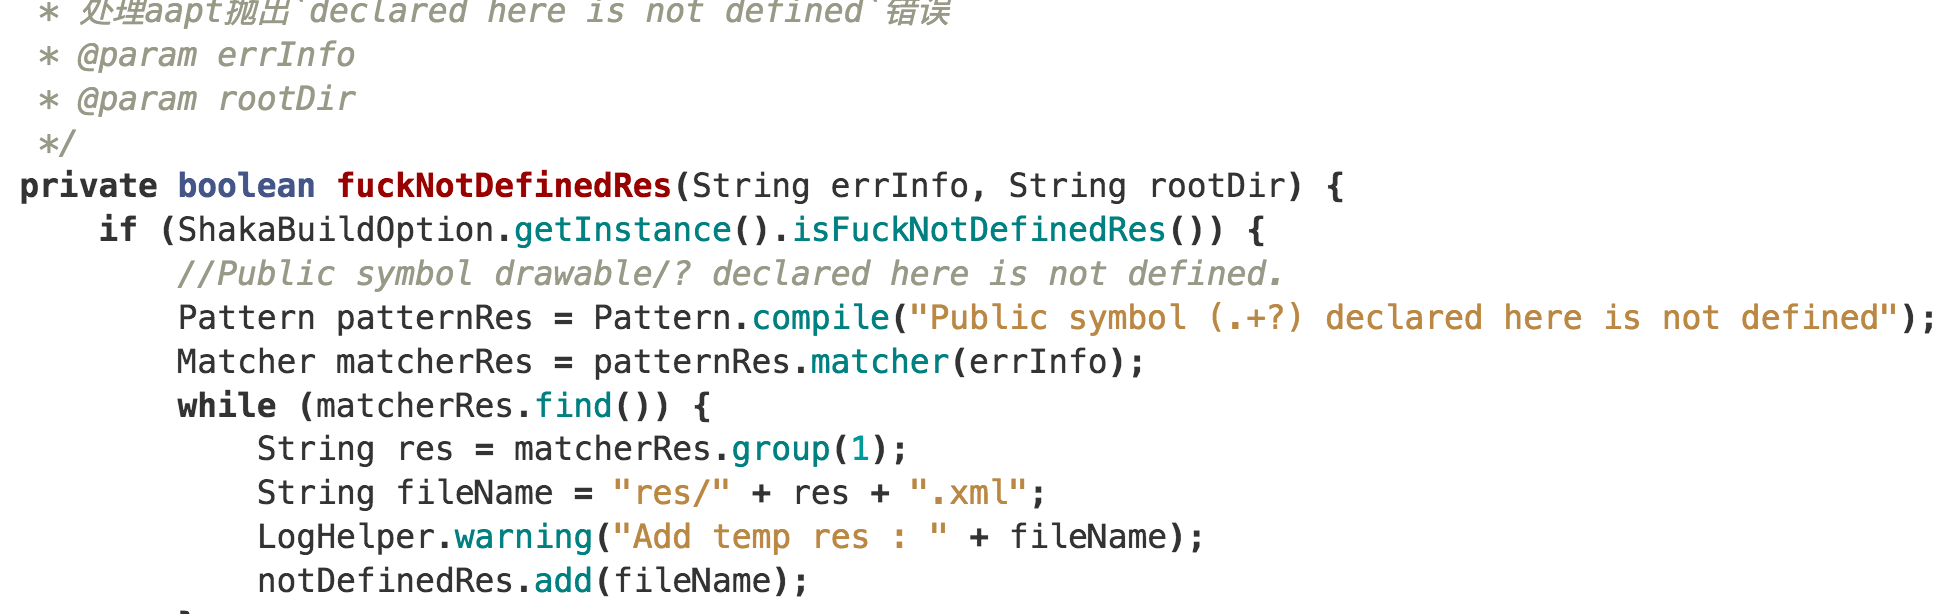 * 处理aapt抛出`declared here is not defined`错误
* @param errInfo
* @param rootDir
*/
private boolean fuckNotDefinedRes(String errInfo, String rootDir) {
if (ShakaBuildOption.getInstance().isFuckNotDefinedRes()) {
//Public symbol drawable/? declared here is not defined.
Pattern patternRes = Pattern.compile("Public symbol (.+?) declared here is not defined");
Matcher matcherRes = patternRes.matcher(errInfo);
while (matcherRes.find()) {
String res = matcherRes.group(1);
String fileName = "res/" + res + ".xml";
LogHelper.warning("Add temp res : " + fileName);
notDefinedRes.add(fileName);